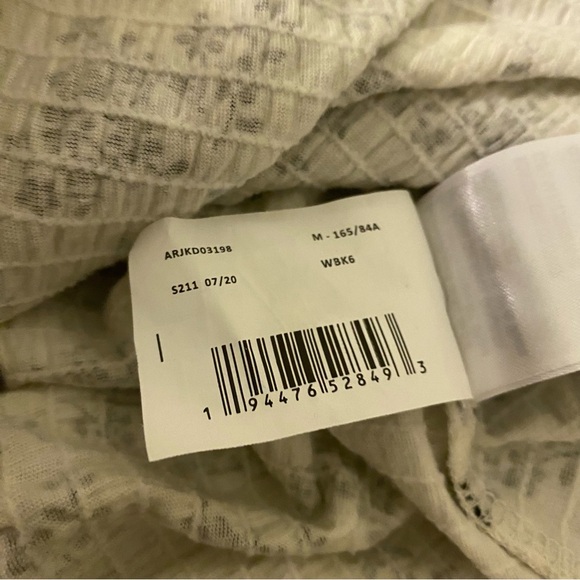 ARJKD03198
M - 165/84A
S211 07/20
WBK6
1 94476 52849 3